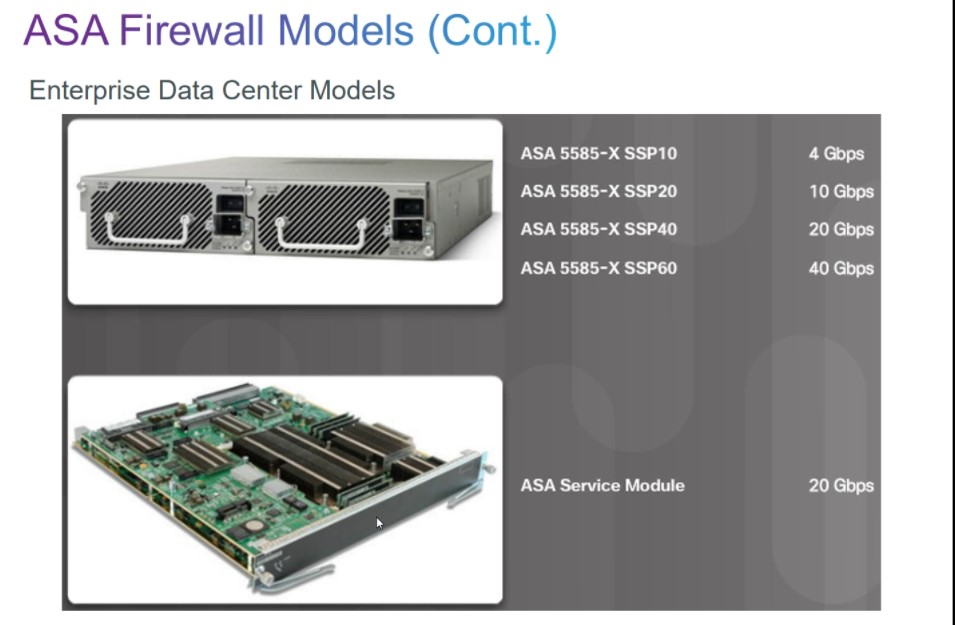 ASA Firewall Models (Cont.)
Enterprise Data Center Models
ASA 5585-X SSP10 4 Gbps
ASA 5585-X SSP20 10 Gbps
ASA 5585-X SSP40 20 Gbps
ASA 5585-X SSP60 40 Gbps
ASA Service Module 20 Gbps